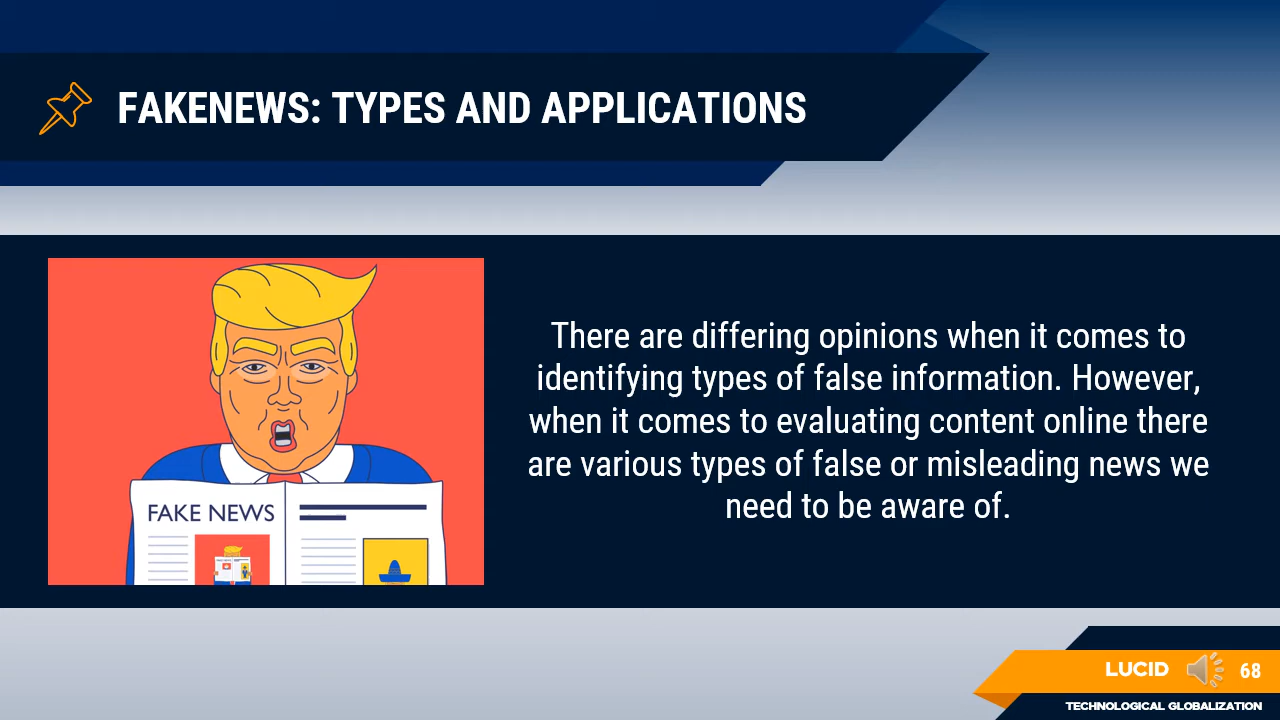 FAKENEWS: TYPES AND APPLICATIONS
There are differing opinions when it comes to
identifying types of false information. However,
when it comes to evaluating content online there
are various types of false or misleading news we
need to be aware of.
FAKE NEWS
LUCID
68
TECHNOLOGICAL GLOBALIZATION